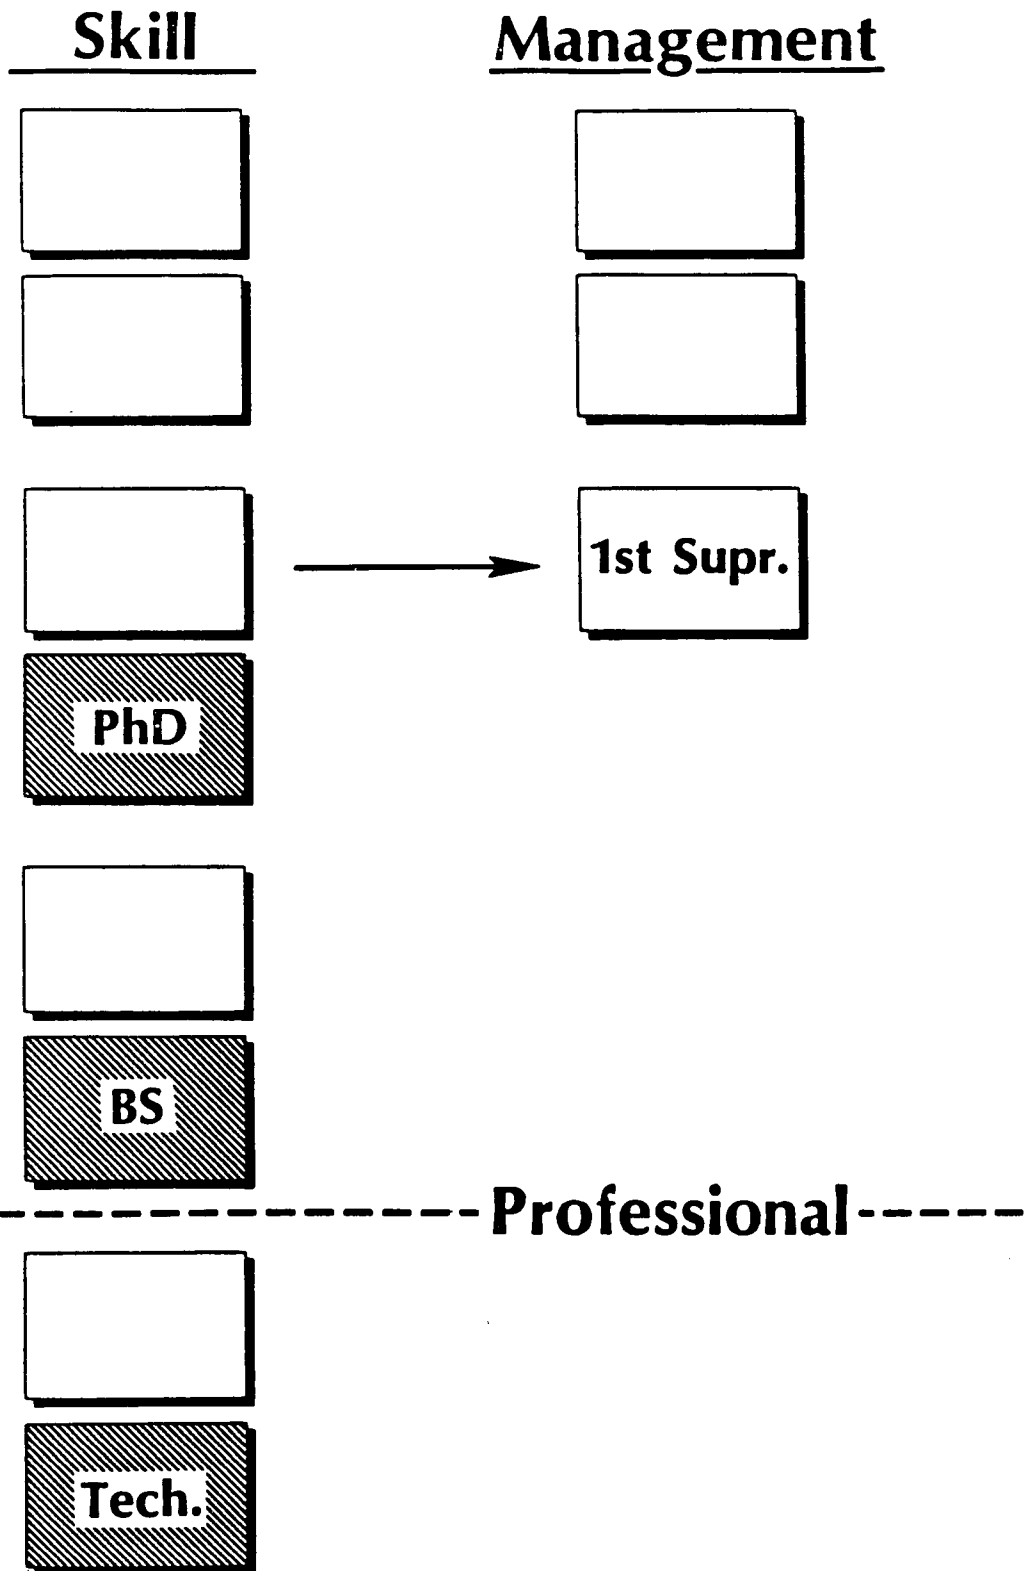 Skill Management
1st Supr.
PhD
BS
Professional
Tech.